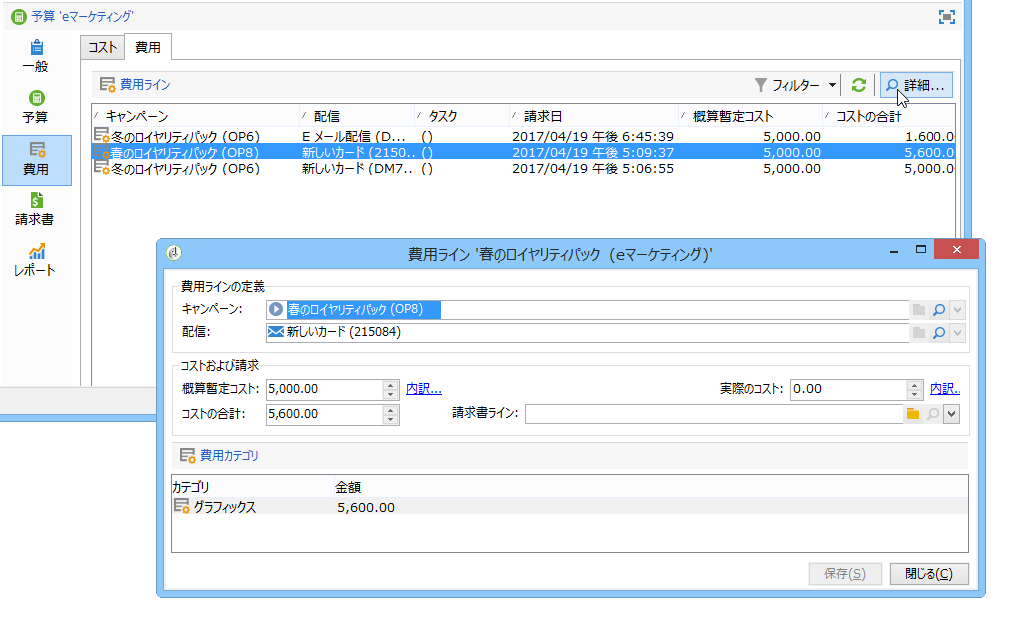 予算 'eマーケティング'
一般
予算
費用
請求書
レポート
コスト 費用
費用ライン フィルター 詳細...
キャンペーン 配信 タスク 請求日 概算暫定コスト コストの合計
冬のロイヤリティパック (OP6) E メール配信 (D... () 2017/04/19 午後 6:45:39 5,000.00 1,600.0
春のロイヤリティパック (OP8) 新しいカード (2150.. () 2017/04/19 午後 5:09:37 5,000.00 5,600.0
冬のロイヤリティパック (OP6) 新しいカード (DM7... () 2017/04/19 午後 5:06:55 5,000.00 5,000.0
費用ライン '春のロイヤリティパック (eマーケティング)'
費用ラインの定義
キャンペーン: 春のロイヤリティパック (OP8)
配信: 新しいカード (215084)
コストおよび請求
概算暫定コスト: 5,000.00 内訳... 実際のコスト: 0.00 内訳..
コストの合計: 5,600.00 請求書ライン:
費用カテゴリ
カテゴリ 金額
グラフィックス 5,600.00
保存(S) 閉じる(C)